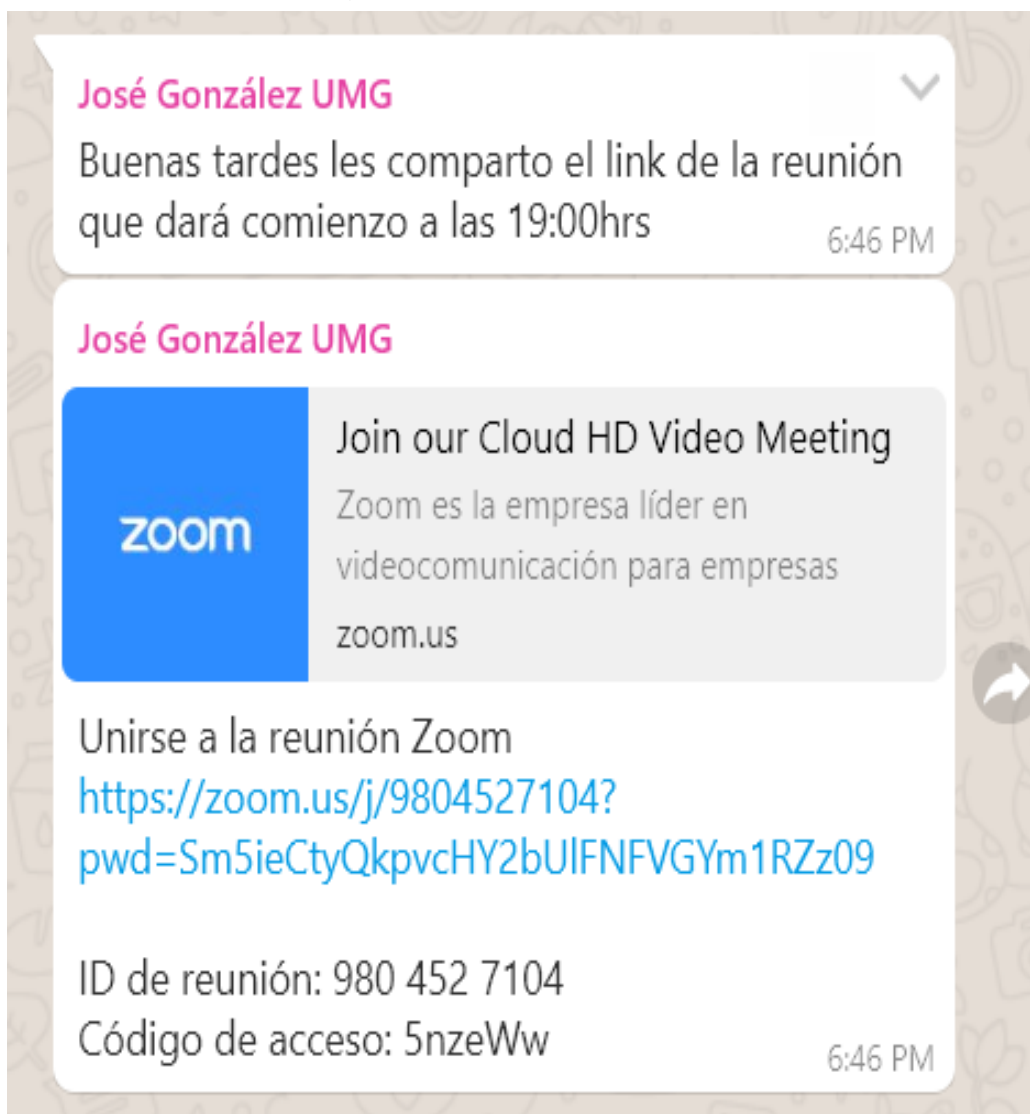 José González UMG
Buenas tardes les comparto el link de la reunión
que dará comienzo a las 19:00hrs
6:46 PM
José González UMG
zoom
Join our Cloud HD Video Meeting
Zoom es la empresa líder en
videocomunicación para empresas
zoom.us
Unirse a la reunión Zoom
https://zoom.us/j/9804527104?
pwd=Sm5ieCtyQkpvcHY2bUlFNFVGYm1RZz09
ID de reunión: 980 452 7104
Código de acceso: 5nzeWw
6:46 PM